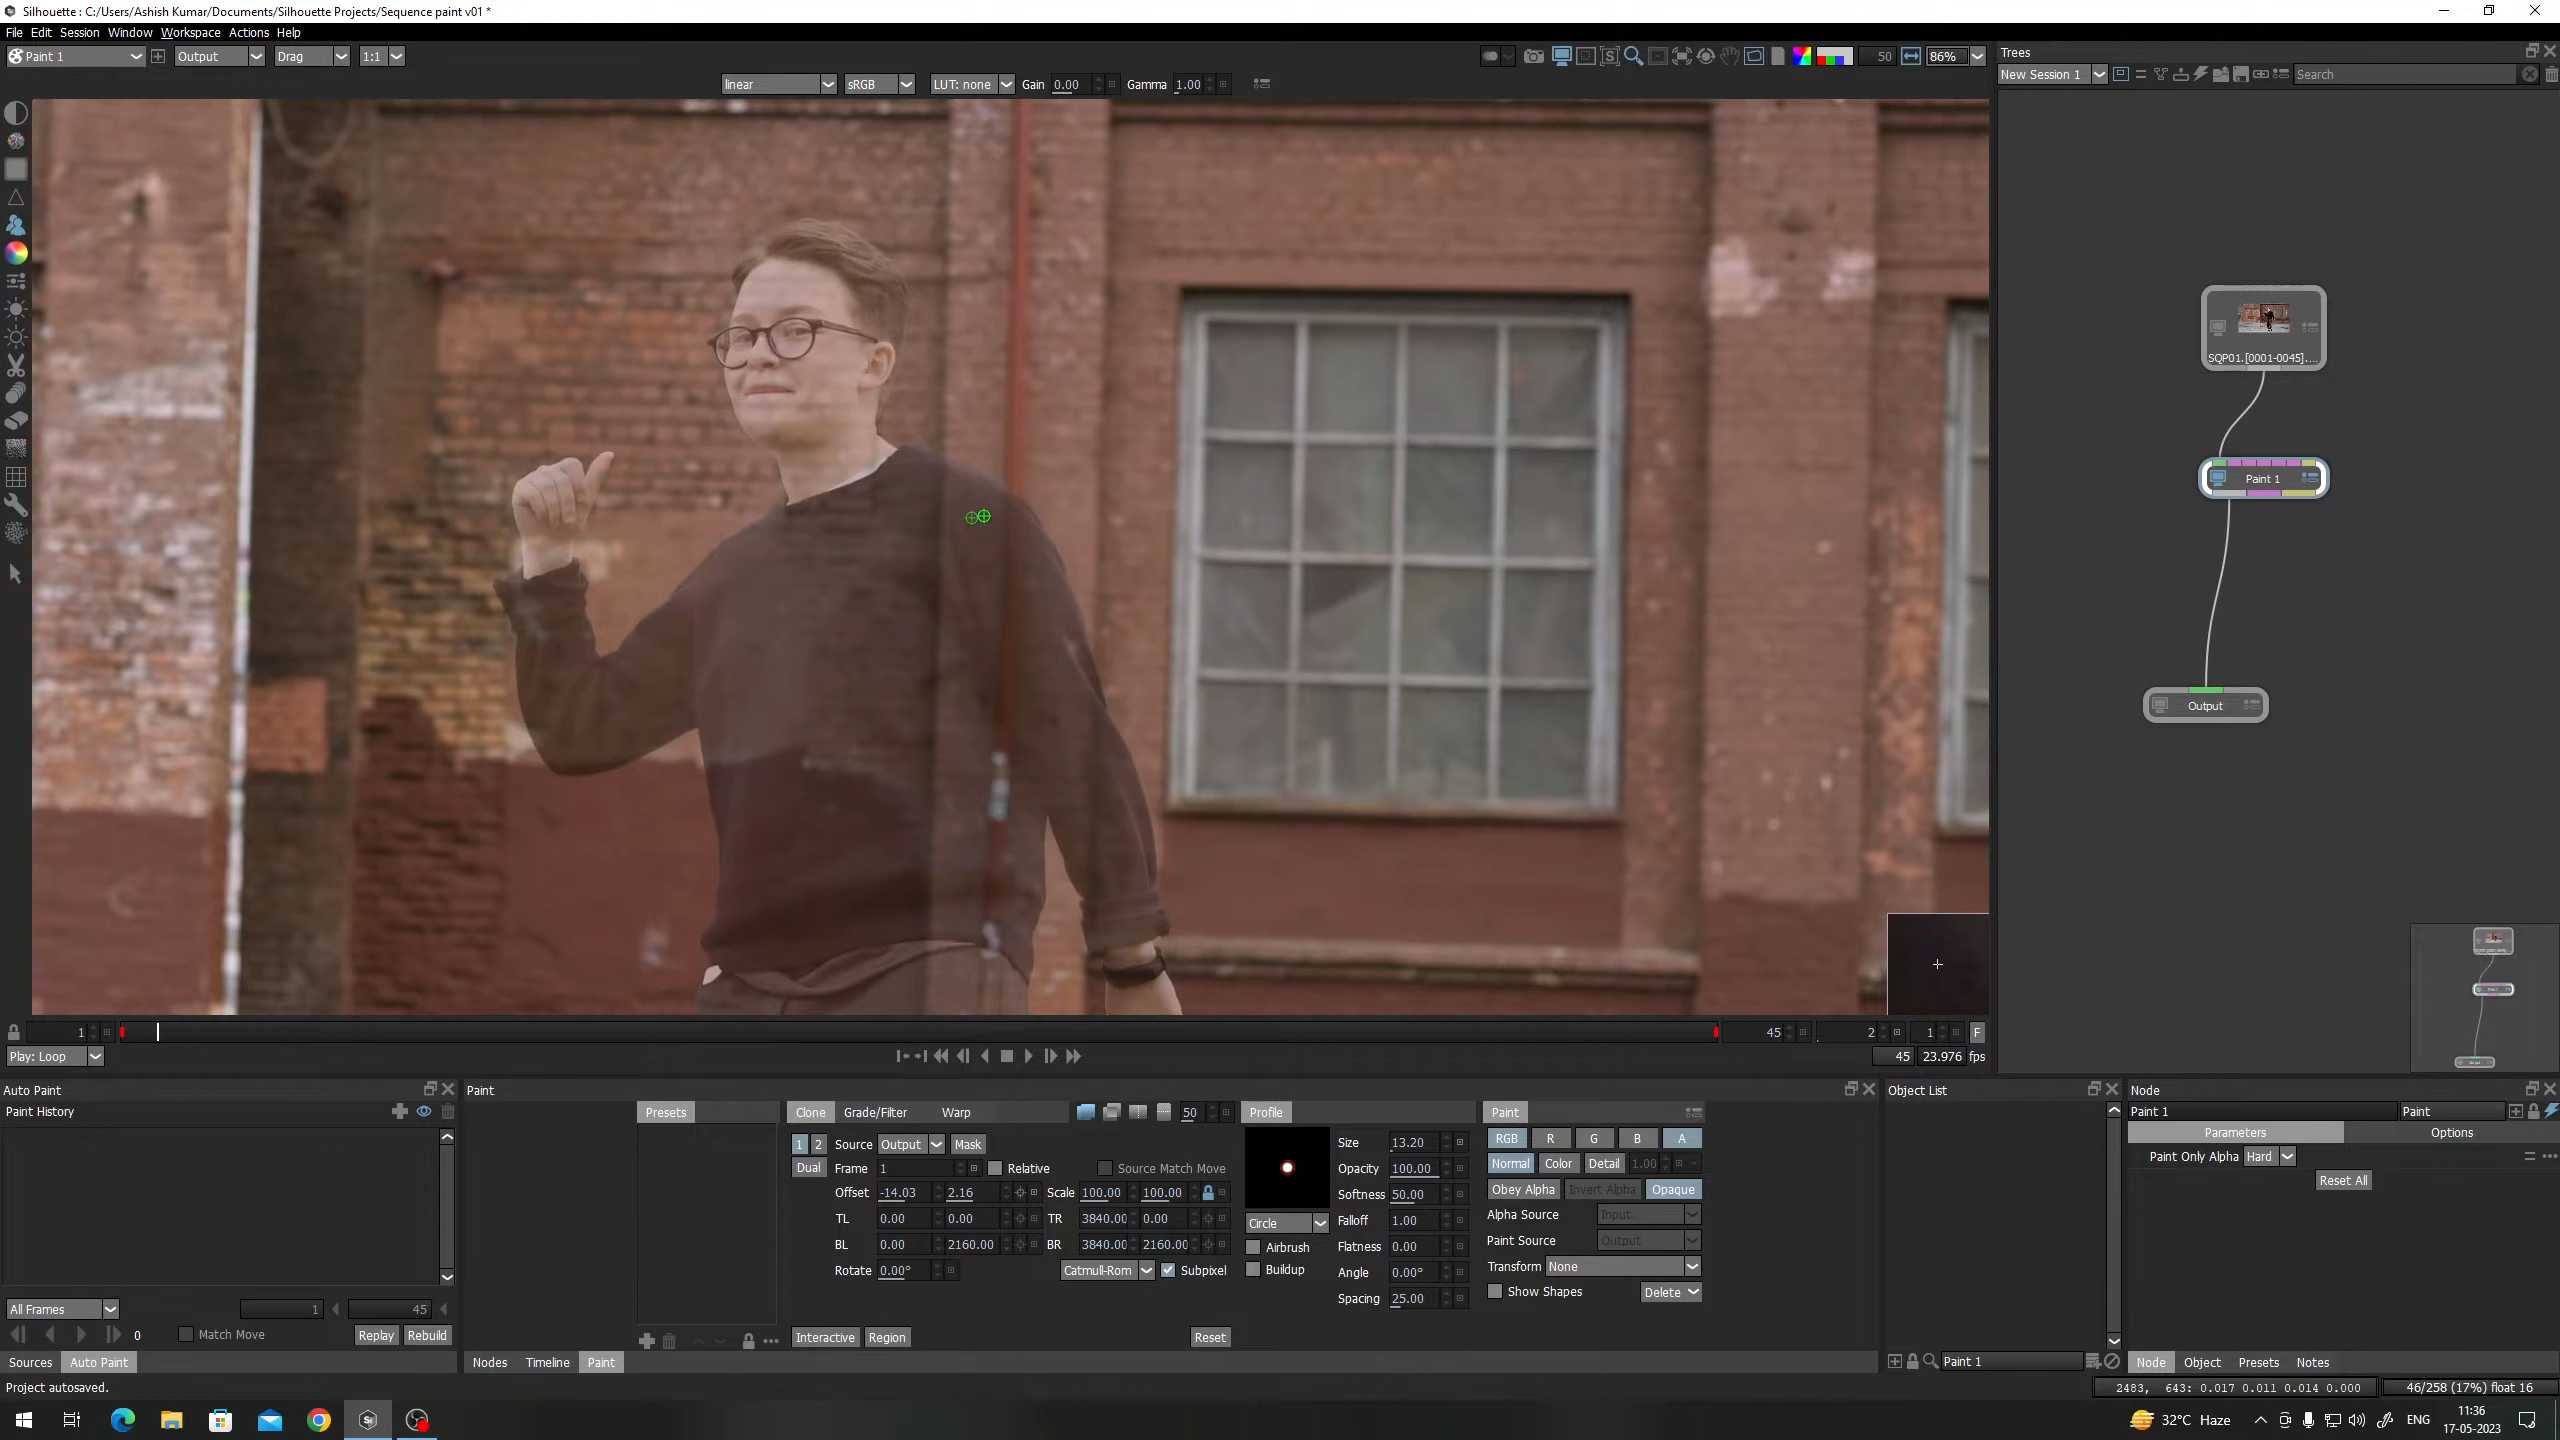 Silhouette : C:/Users/Ashish Kumar/Documents/Silhouette Projects/Sequence paint v01 *
File Edit Session Window Workspace Actions Help
Paint 1 Output Drag 1:1 50 86%
linear sRGB LUT: none Gain 0.00 Gamma 1.00
Trees
New Session 1 Search
SQP01.[0001-0045]....
Paint 1
Output
1 45 2 1 F
Play: Loop 45 23.976 fps
Auto Paint
Paint History
All Frames 1 45
0 Match Move Replay Rebuild
Sources Auto Paint
Paint
Presets
Clone Grade/Filter Warp 50
1 2 Source Output Mask
Dual Frame 1 Relative Source Match Move
Offset -14.03 2.16 Scale 100.00 100.00
TL 0.00 0.00 TR 3840.00 0.00
BL 0.00 2160.00 BR 3840.00 2160.00
Rotate 0.00° Catmull-Rom Subpixel
Interactive Region Reset
Nodes Timeline Paint
Profile
Circle
Airbrush
Buildup
Size 13.20
Opacity 100.00
Softness 50.00
Falloff 1.00
Flatness 0.00
Angle 0.00°
Spacing 25.00
Paint
RGB R G B A
Normal Color Detail 1.00
Obey Alpha Invert Alpha Opaque
Alpha Source Input
Paint Source Output
Transform None
Show Shapes Delete
Object List
Paint 1
Node
Paint 1 Paint
Parameters Options
Paint Only Alpha Hard
Reset All
Node Object Presets Notes
Project autosaved.
2483, 643: 0.017 0.011 0.014 0.000 46/258 (17%) float 16
32°C Haze ENG 11:36
17-05-2023